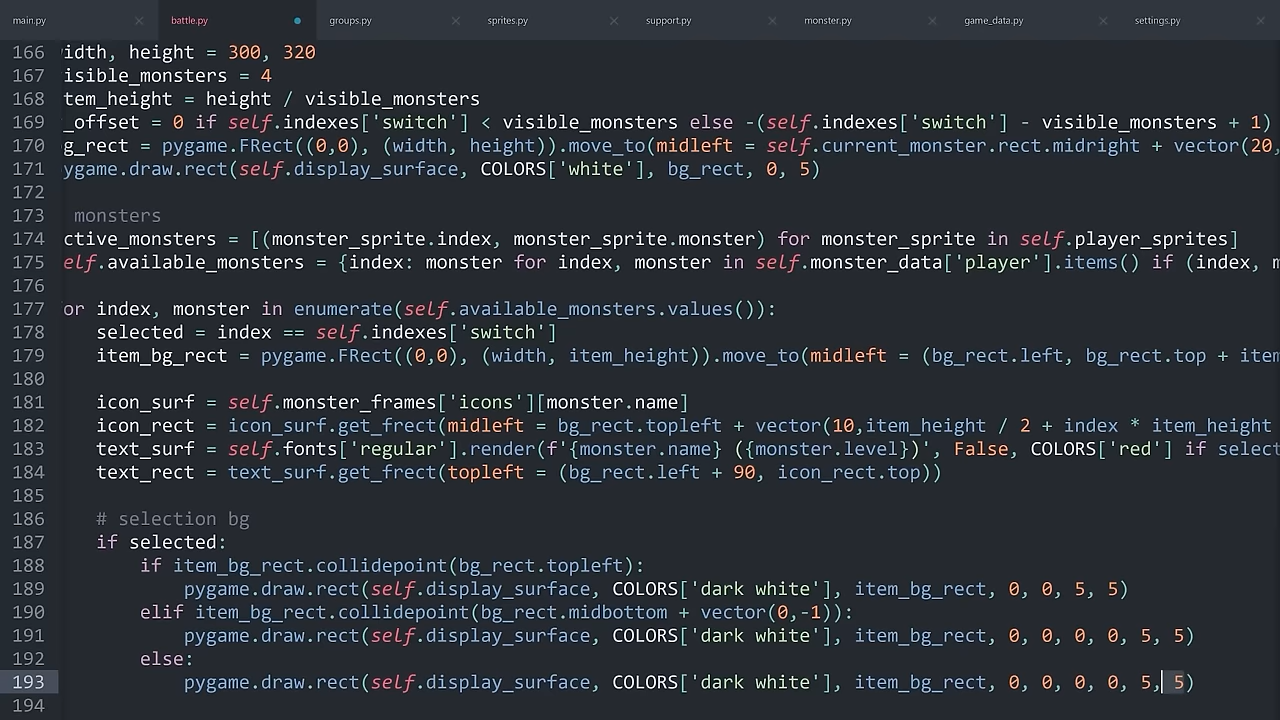 main.py battle.py groups.py sprites.py support.py monster.py game_data.py settings.py
166 idth, height = 300, 320
167 isible_monsters = 4
168 tem_height = height / visible_monsters
169 _offset = 0 if self.indexes['switch'] < visible_monsters else -(self.indexes['switch'] - visible_monsters + 1)
170 g_rect = pygame.FRect((0,0), (width, height)).move_to(midleft = self.current_monster.rect.midright + vector(20,
171 ygame.draw.rect(self.display_surface, COLORS['white'], bg_rect, 0, 5)
172
173 monsters
174 ctive_monsters = [(monster_sprite.index, monster_sprite.monster) for monster_sprite in self.player_sprites]
175 elf.available_monsters = {index: monster for index, monster in self.monster_data['player'].items() if (index, m
176
177 or index, monster in enumerate(self.available_monsters.values()):
178 selected = index == self.indexes['switch']
179 item_bg_rect = pygame.FRect((0,0), (width, item_height)).move_to(midleft = (bg_rect.left, bg_rect.top + item
180
181 icon_surf = self.monster_frames['icons'][monster.name]
182 icon_rect = icon_surf.get_frect(midleft = bg_rect.topleft + vector(10,item_height / 2 + index * item_height
183 text_surf = self.fonts['regular'].render(f'{monster.name} ({monster.level})', False, COLORS['red'] if select
184 text_rect = text_surf.get_frect(topleft = (bg_rect.left + 90, icon_rect.top))
185
186 # selection bg
187 if selected:
188 if item_bg_rect.collidepoint(bg_rect.topleft):
189 pygame.draw.rect(self.display_surface, COLORS['dark white'], item_bg_rect, 0, 0, 5, 5)
190 elif item_bg_rect.collidepoint(bg_rect.midbottom + vector(0,-1)):
191 pygame.draw.rect(self.display_surface, COLORS['dark white'], item_bg_rect, 0, 0, 0, 0, 5, 5)
192 else:
193 pygame.draw.rect(self.display_surface, COLORS['dark white'], item_bg_rect, 0, 0, 0, 0, 5, 5)
194